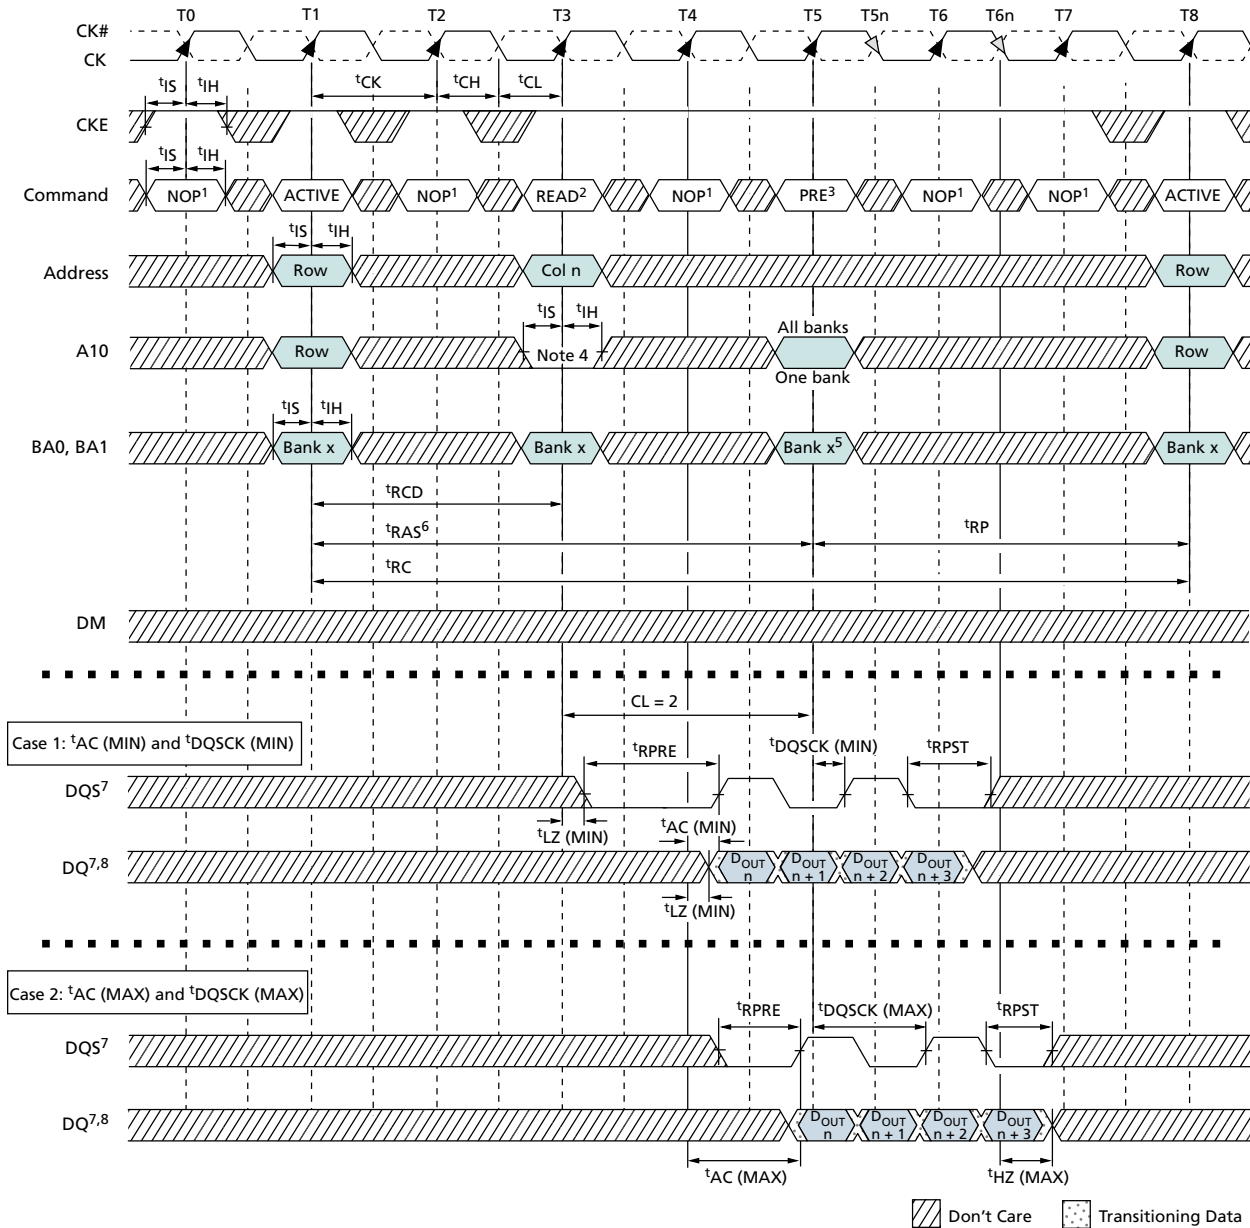 T0 T1 T2 T3 T4 T5 T5n T6 T6n T7 T8
CK#
CK
tIS tIH tCK tCH tCL
CKE
tIS tIH
Command NOP1 ACTIVE NOP1 READ2 NOP1 PRE3 NOP1 NOP1 ACTIVE
tIS tIH
Address Row Col n Row
tIS tIH All banks
A10 Row Note 4 Row
One bank
tIS tIH
BA0, BA1 Bank x Bank x Bank x5 Bank x
tRCD
tRAS6 tRP
tRC
DM
CL = 2
Case 1: tAC (MIN) and tDQSCK (MIN)
tRPRE tDQSCK (MIN) tRPST
DQS7
tLZ (MIN) tAC (MIN)
DQ7,8 DOUT n DOUT n + 1 DOUT n + 2 DOUT n + 3
tLZ (MIN)
Case 2: tAC (MAX) and tDQSCK (MAX)
tRPRE tDQSCK (MAX) tRPST
DQS7
DQ7,8 DOUT n DOUT n + 1 DOUT n + 2 DOUT n + 3
tAC (MAX) tHZ (MAX)
Don't Care Transitioning Data